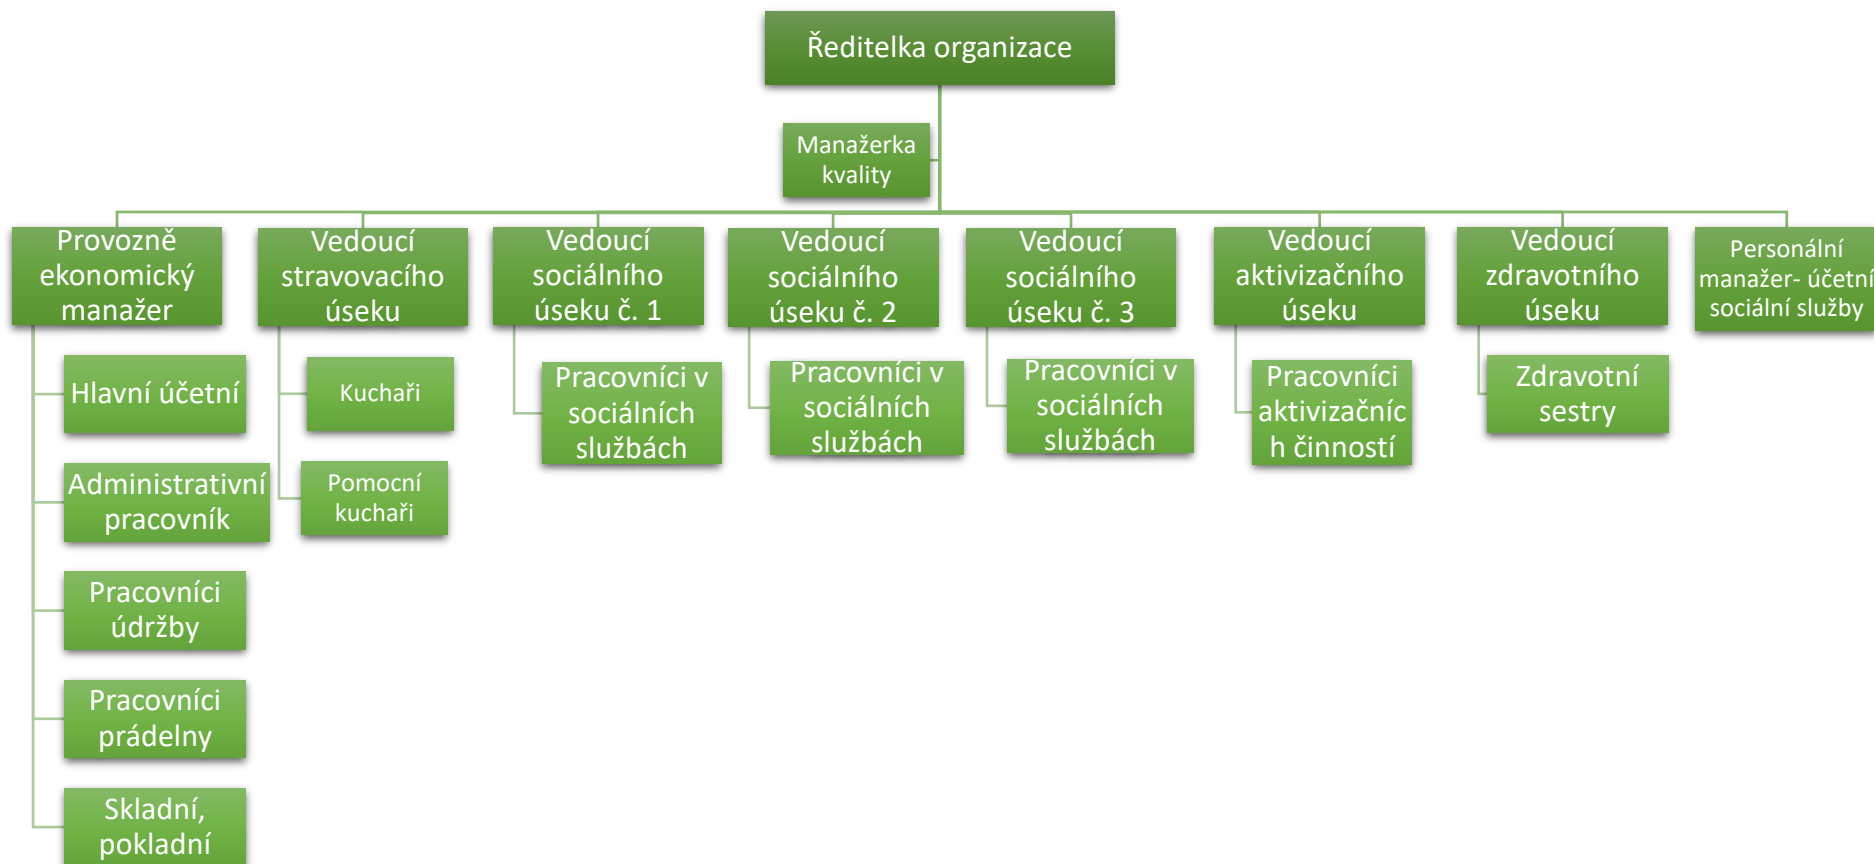 Ředitelka organizace
Manažerka
kvality
Provozně
ekonomický
manažer
Vedoucí
stravovacího
úseku
Vedoucí
sociálního
úseku č. 1
Vedoucí
sociálního
úseku č. 2
Vedoucí
sociálního
úseku č. 3
Vedoucí
aktivizačního
úseku
Vedoucí
zdravotního
úseku
Personální
manažer- účetní
sociální služby
Hlavní účetní
Administrativní
pracovník
Pracovníci
údržby
Pracovníci
prádelny
Skladní,
pokladní
Kuchaři
Pomocní
kuchaři
Pracovníci v
sociálních
službách
Pracovníci v
sociálních
službách
Pracovníci v
sociálních
službách
Pracovníci
aktivizačníc
h činností
Zdravotní
sestry